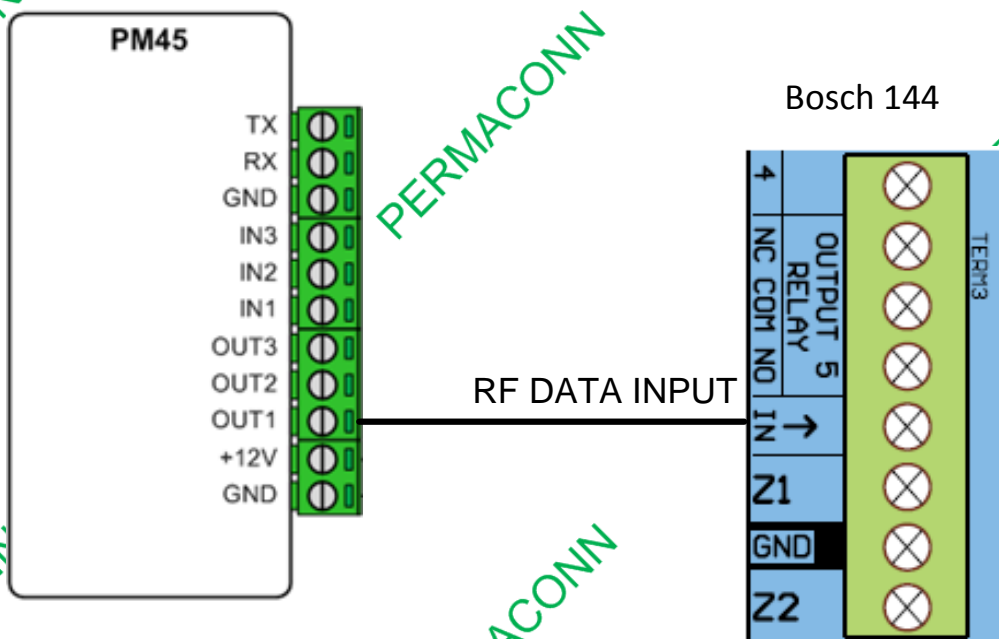 PM45
TX
RX
GND
IN3
IN2
IN1
OUT3
OUT2
OUT1
+12V
GND
PERMACONN
RF DATA INPUT
Bosch 144
4
NC COM NO
OUTPUT 5
RELAY
IN →
Z1
GND
Z2
TERM3
ACONN